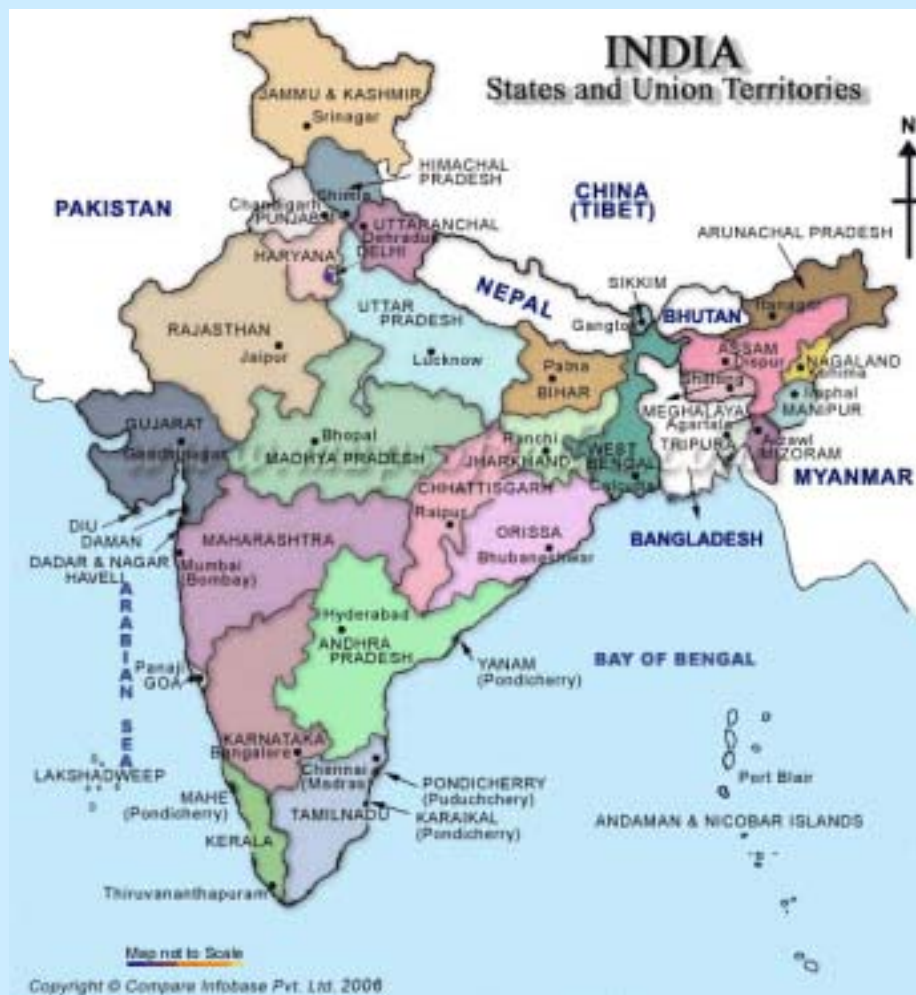 INDIA
States and Union Territories
N
JAMMU & KASHMIR
Srinagar
HIMACHAL
PRADESH
PAKISTAN
CHINA
(TIBET)
Chandigarh
Shimla
PUNJAB
UTTARANCHAL
Dehradun
DELHI
HARYANA
ARUNACHAL PRADESH
NEPAL
SIKKIM
Gangtok
BHUTAN
Itanagar
RAJASTHAN
Jaipur
UTTAR
PRADESH
Lucknow
Patna
BIHAR
ASSAM
Dispur
NAGALAND
Kohima
Shillong
MEGHALAYA
Imphal
MANIPUR
Agartala
TRIPURA
Aizawl
MIZORAM
GUJARAT
Gandhinagar
Bhopal
MADHYA PRADESH
Ranchi
JHARKHAND
WEST
BENGAL
Calcutta
CHHATTISGARH
Raipur
MYANMAR
DIU
DAMAN
DADAR & NAGAR
HAVELI
MAHARASHTRA
Mumbai
(Bombay)
ORISSA
Bhubaneshwar
BANGLADESH
ARABIAN SEA
Hyderabad
ANDHRA
PRADESH
YANAM
(Pondicherry)
BAY OF BENGAL
Panaji
GOA
KARNATAKA
Bangalore
LAKSHADWEEP
Chennai
(Madras)
PONDICHERRY
(Puduchchery)
Port Blair
MAHE
(Pondicherry)
TAMILNADU
KARAIKAL
(Pondicherry)
ANDAMAN & NICOBAR ISLANDS
KERALA
Thiruvananthapuram
Map not to Scale
Copyright © Compare Infobase Pvt. Ltd. 2006